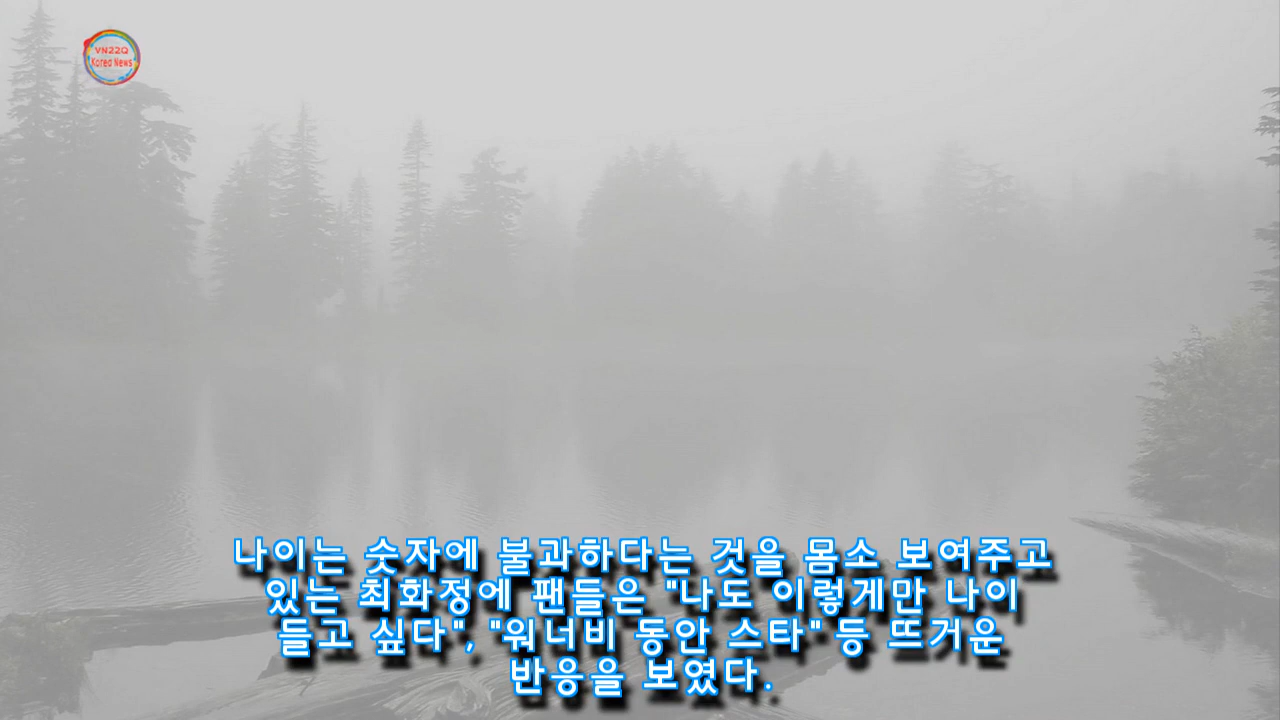 VN22Q
Korea News
나이는 숫자에 불과하다는 것을 몸소 보여주고
있는 최화정에 팬들은 "나도 이렇게만 나이
들고 싶다", "워너비 동안 스타" 등 뜨거운
반응을 보였다.